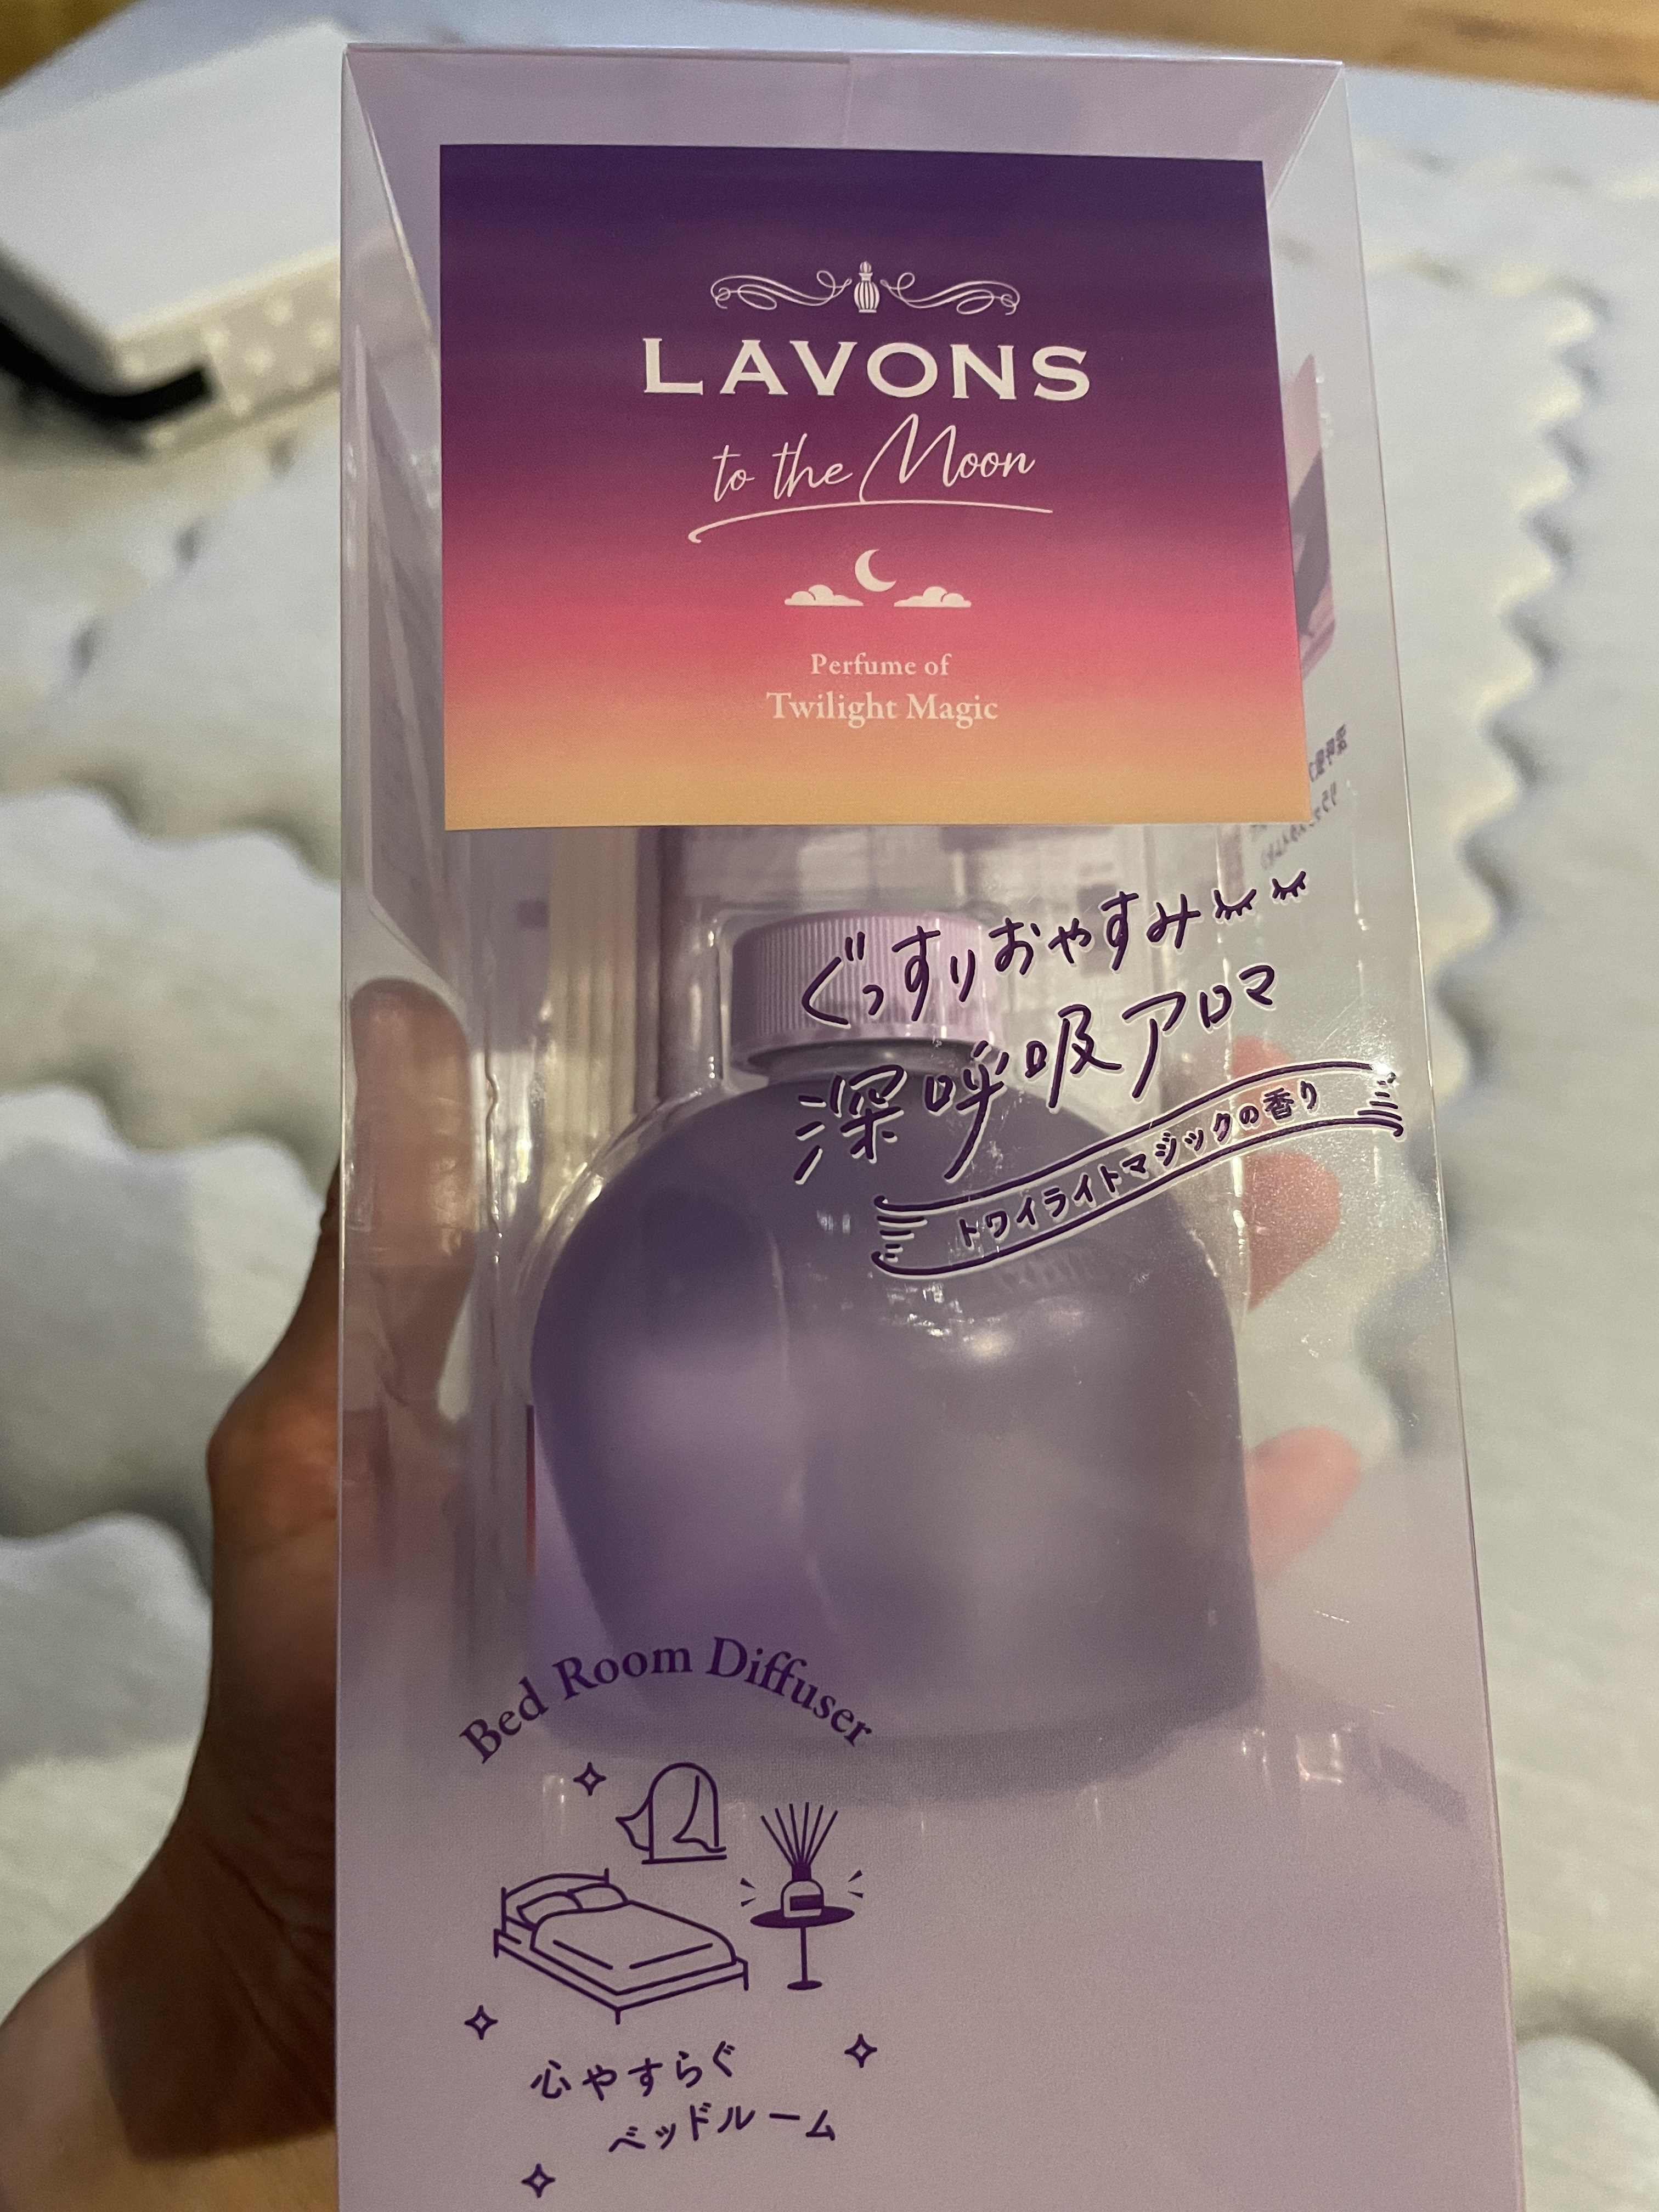 LAVONS
to the Moon
Perfume of
Twilight Magic
ぐっすりおやすみ
深呼吸アロマ
トワイライトマジックの香り
Bed Room Diffuser
心やすらぐ
ベッドルーム